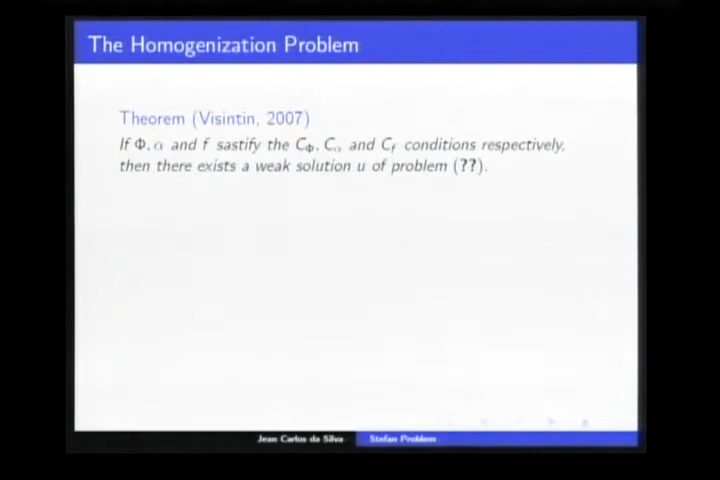 The Homogenization Problem
Theorem (Visintin, 2007)
If Φ, α and f sastify the C_Φ, C_α and C_f conditions respectively,
then there exists a weak solution u of problem (??).
Jean Carlos da Silva Stefan Problem